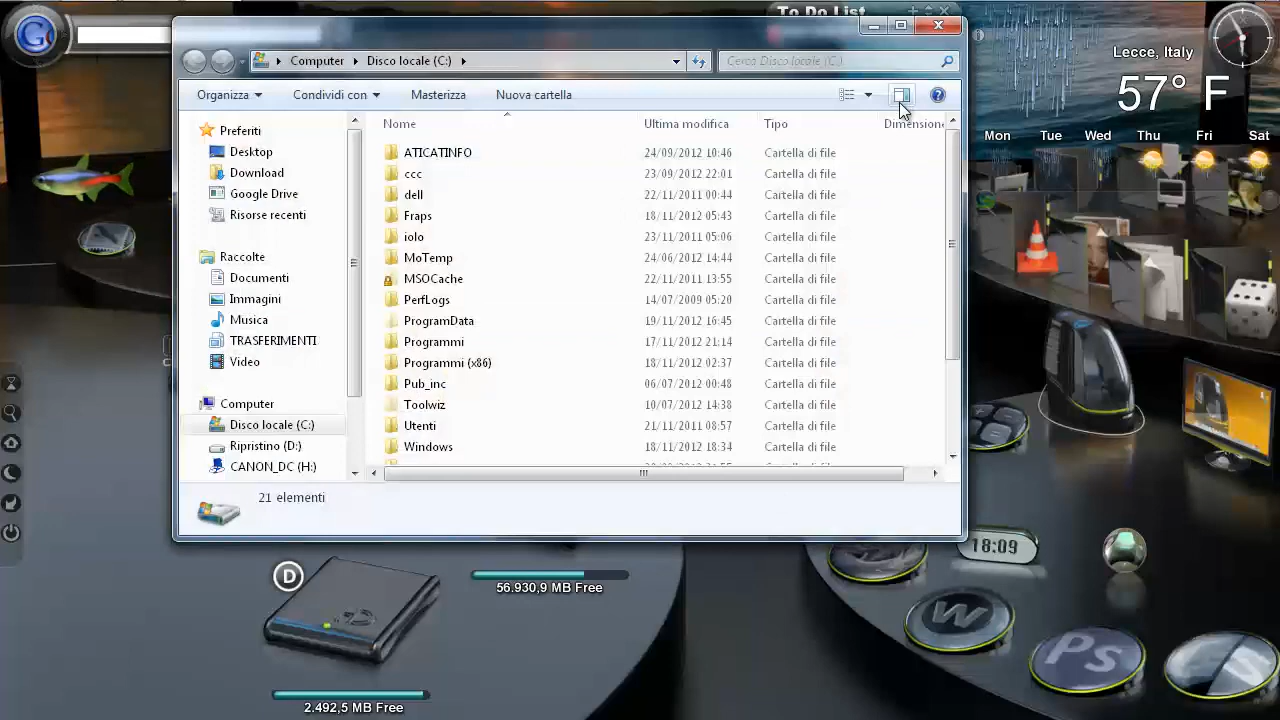 To Do List
Computer
Disco locale (C:)
Cerca Disco locale (C:)
Organizza
Condividi con
Masterizza
Nuova cartella
Nome
Ultima modifica
Tipo
Dimensione
Preferiti
Desktop
Download
Google Drive
Risorse recenti
Raccolte
Documenti
Immagini
Musica
TRASFERIMENTI
Video
Computer
Disco locale (C:)
Ripristino (D:)
CANON_DC (H:)
ATICATINFO 24/09/2012 10:46 Cartella di file
ccc 23/09/2012 22:01 Cartella di file
dell 22/11/2011 00:44 Cartella di file
Fraps 18/11/2012 05:43 Cartella di file
iolo 23/11/2011 05:06 Cartella di file
MoTemp 24/06/2012 14:44 Cartella di file
MSOCache 22/11/2011 13:55 Cartella di file
PerfLogs 14/07/2009 05:20 Cartella di file
ProgramData 19/11/2012 16:45 Cartella di file
Programmi 17/11/2012 21:14 Cartella di file
Programmi (x86) 18/11/2012 02:37 Cartella di file
Pub_inc 06/07/2012 00:48 Cartella di file
Toolwiz 10/07/2012 14:38 Cartella di file
Utenti 21/11/2011 08:57 Cartella di file
Windows 18/11/2012 18:34 Cartella di file
21 elementi
Lecce, Italy
57° F
Mon Tue Wed Thu Fri Sat
18:09
W
PS
D
56.930,9 MB Free
2.492,5 MB Free